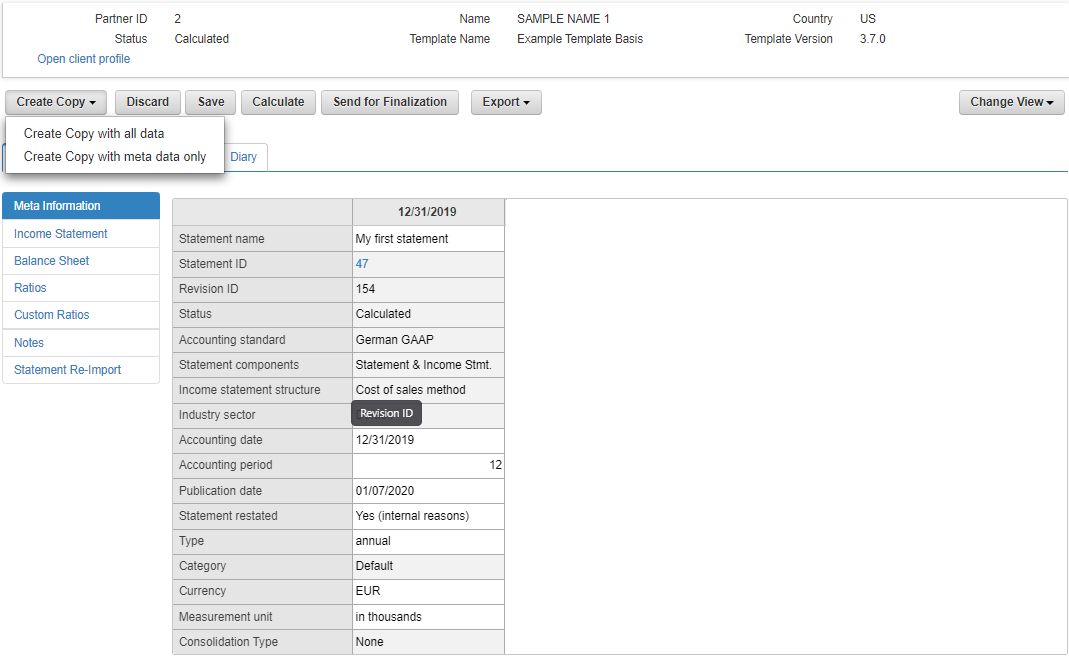 Partner ID 2 Name SAMPLE NAME 1 Country US
Status Calculated Template Name Example Template Basis Template Version 3.7.0
Open client profile
Create Copy Discard Save Calculate Send for Finalization Export Change View
Create Copy with all data
Create Copy with meta data only Diary
Meta Information
Income Statement
Balance Sheet
Ratios
Custom Ratios
Notes
Statement Re-Import
12/31/2019
Statement name My first statement
Statement ID 47
Revision ID 154
Status Calculated
Accounting standard German GAAP
Statement components Statement & Income Stmt.
Income statement structure Cost of sales method
Industry sector Revision ID
Accounting date 12/31/2019
Accounting period 12
Publication date 01/07/2020
Statement restated Yes (internal reasons)
Type annual
Category Default
Currency EUR
Measurement unit in thousands
Consolidation Type None